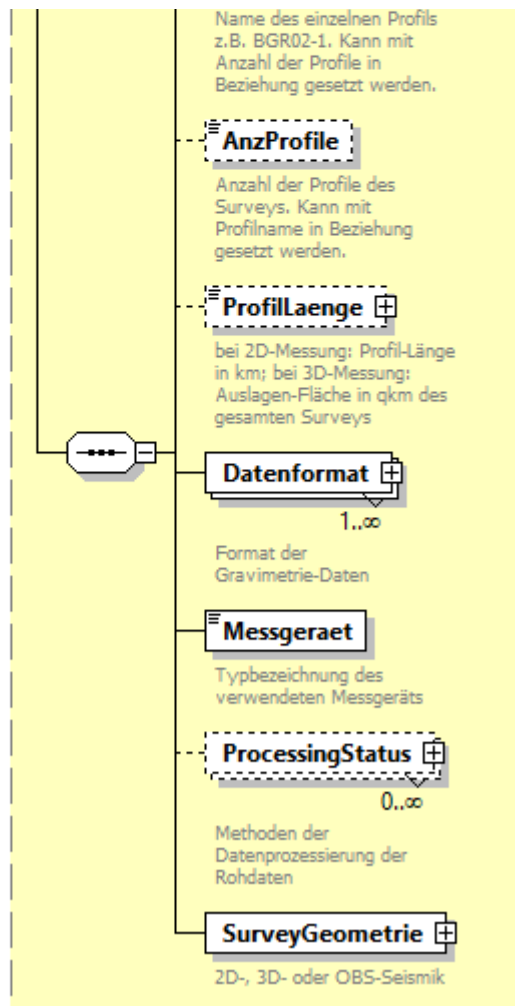 Name des einzelnen Profils
z.B. BGR02-1. Kann mit
Anzahl der Profile in
Beziehung gesetzt werden.
AnzProfile
Anzahl der Profile des
Surveys. Kann mit
Profilname in Beziehung
gesetzt werden.
ProfilLaenge
bei 2D-Messung: Profil-Länge
in km; bei 3D-Messung:
Auslagen-Fläche in qkm des
gesamten Surveys
Datenformat
1..∞
Format der
Gravimetrie-Daten
Messgeraet
Typbezeichnung des
verwendeten Messgeräts
ProcessingStatus
0..∞
Methoden der
Datenprozessierung der
Rohdaten
SurveyGeometrie
2D-, 3D- oder OBS-Seismik